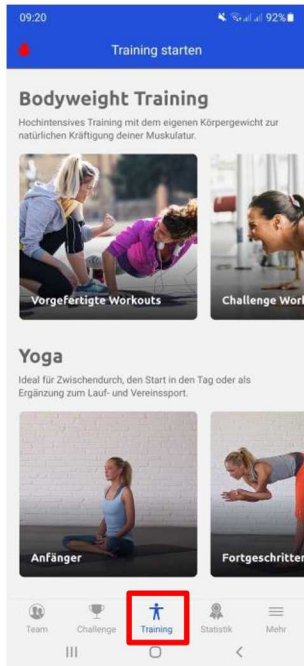 09:20
92%
Training starten
Bodyweight Training
Hochintensives Training mit dem eigenen Körpergewicht zur
natürlichen Kräftigung deiner Muskulatur.
Vorgefertigte Workouts
Challenge Wor
Yoga
Ideal für Zwischendurch, den Start in den Tag oder als
Ergänzung zum Lauf- und Vereinssport.
Anfänger
Fortgeschritten
Team
Challenge
Training
Statistik
Mehr